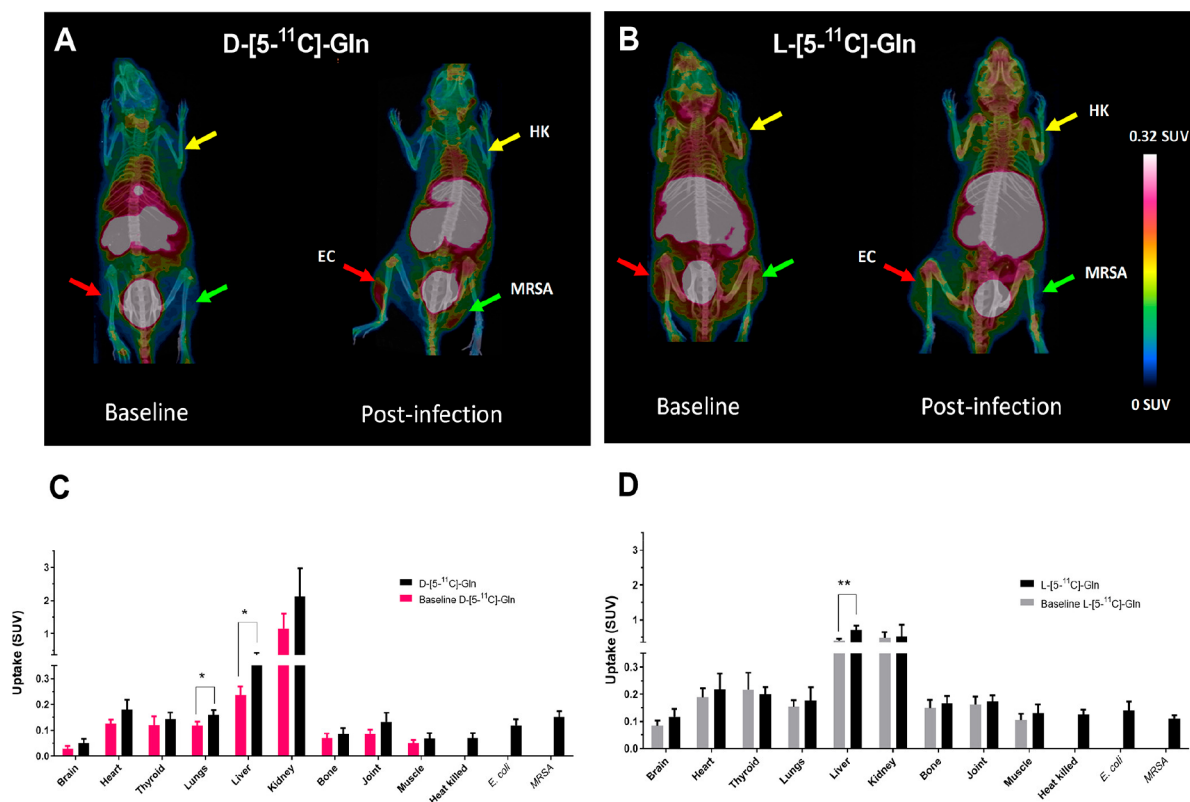 A
D-[5-¹¹C]-Gln
HK
EC
MRSA
Baseline
Post-infection
B
L-[5-¹¹C]-Gln
HK
EC
MRSA
Baseline
Post-infection
0.32 SUV
0 SUV
C
Uptake (SUV)
3
2
1
0.3
0.2
0.1
0.0
*
*
D-[5-¹¹C]-Gln
Baseline D-[5-¹¹C]-Gln
Brain
Heart
Thyroid
Lungs
Liver
Kidney
Bone
Joint
Muscle
Heat killed
E. coli
MRSA
D
Uptake (SUV)
3
2
1
0.3
0.2
0.1
0.0
**
L-[5-¹¹C]-Gln
Baseline L-[5-¹¹C]-Gln
Brain
Heart
Thyroid
Lungs
Liver
Kidney
Bone
Joint
Muscle
Heat killed
E. coli
MRSA